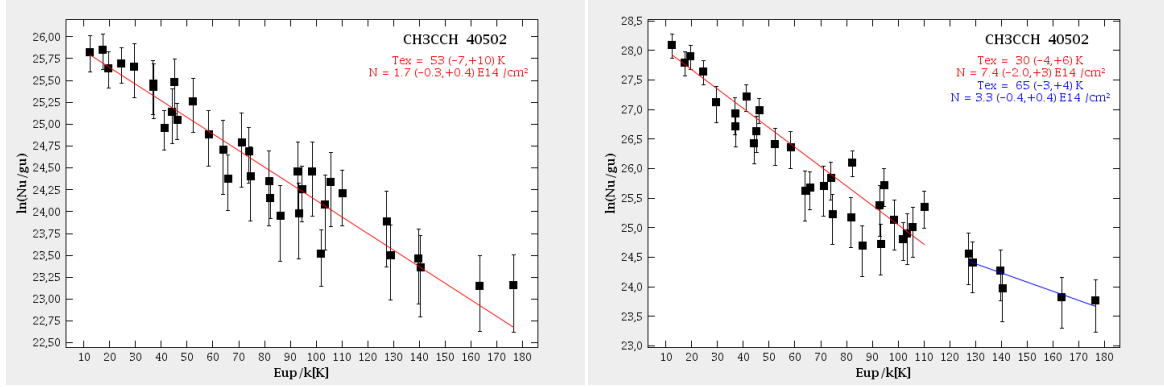 CH3CCH 40502
Tex = 53 (-7,+10) K
N = 1.7 (-0.3,+0.4) E14 /cm²
26,00
25,75
25,50
25,25
25,00
24,75
24,50
24,25
24,00
23,75
23,50
23,25
23,00
22,75
22,50
ln(Nu/gu)
10 20 30 40 50 60 70 80 90 100 110 120 130 140 150 160 170 180
Eup/k[K]
CH3CCH 40502
Tex = 30 (-4,+6) K
N = 7.4 (-2.0,+3) E14 /cm²
Tex = 65 (-3,+4) K
N = 3.3 (-0.4,+0.4) E14 /cm²
28,5
28,0
27,5
27,0
26,5
26,0
25,5
25,0
24,5
24,0
23,5
23,0
ln(Nu/gu)
10 20 30 40 50 60 70 80 90 100 110 120 130 140 150 160 170 180
Eup/k[K]